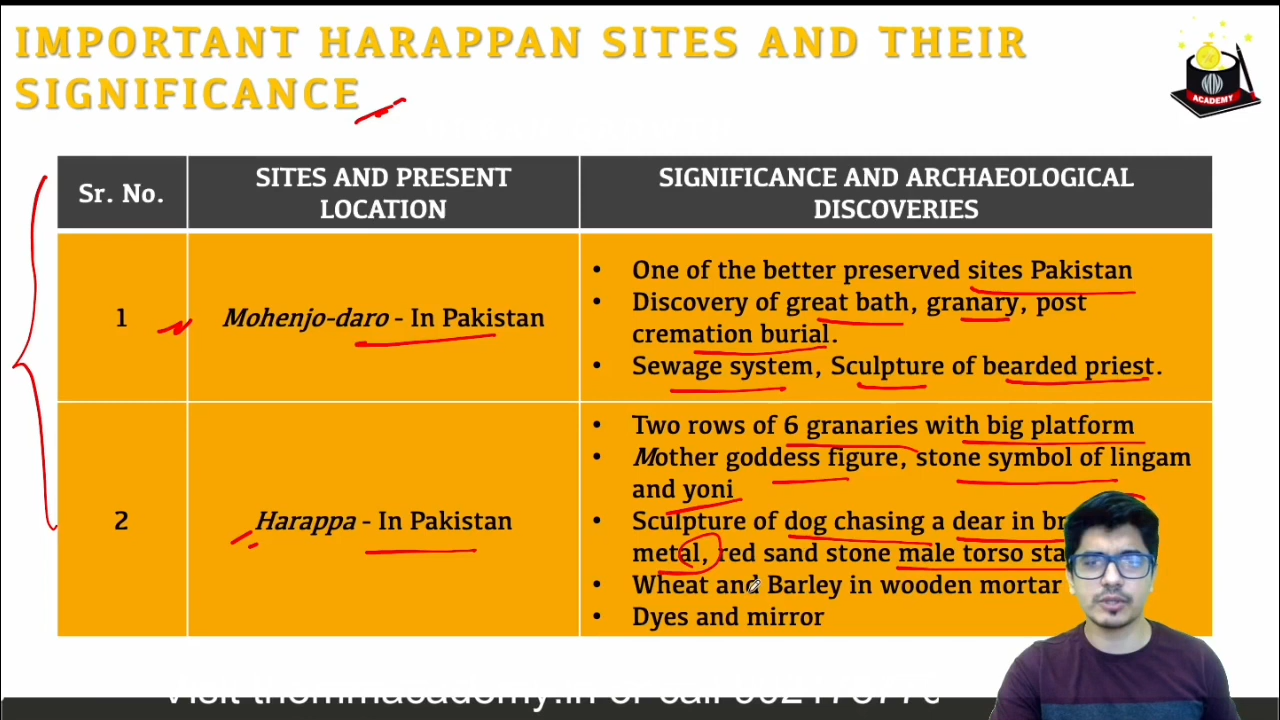 IMPORTANT HARAPPAN SITES AND THEIR
SIGNIFICANCE
ACADEMY
Sr. No.
SITES AND PRESENT
LOCATION
SIGNIFICANCE AND ARCHAEOLOGICAL
DISCOVERIES
1
Mohenjo-daro - In Pakistan
• One of the better preserved sites Pakistan
• Discovery of great bath, granary, post
cremation burial.
• Sewage system, Sculpture of bearded priest.
2
Harappa - In Pakistan
• Two rows of 6 granaries with big platform
• Mother goddess figure, stone symbol of lingam
and yoni
• Sculpture of dog chasing a dear in
metal, red sand stone male torso
• Wheat and Barley in wooden mortar
• Dyes and mirror